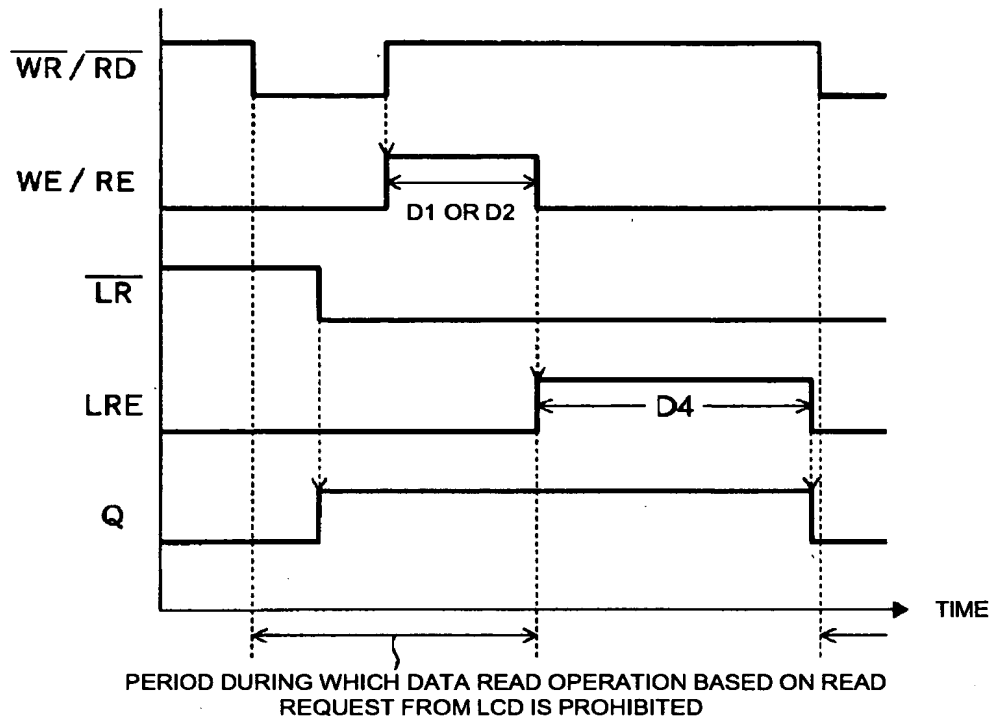 WR / RD
WE / RE
D1 OR D2
LR
LRE
D4
Q
TIME
PERIOD DURING WHICH DATA READ OPERATION BASED ON READ
REQUEST FROM LCD IS PROHIBITED